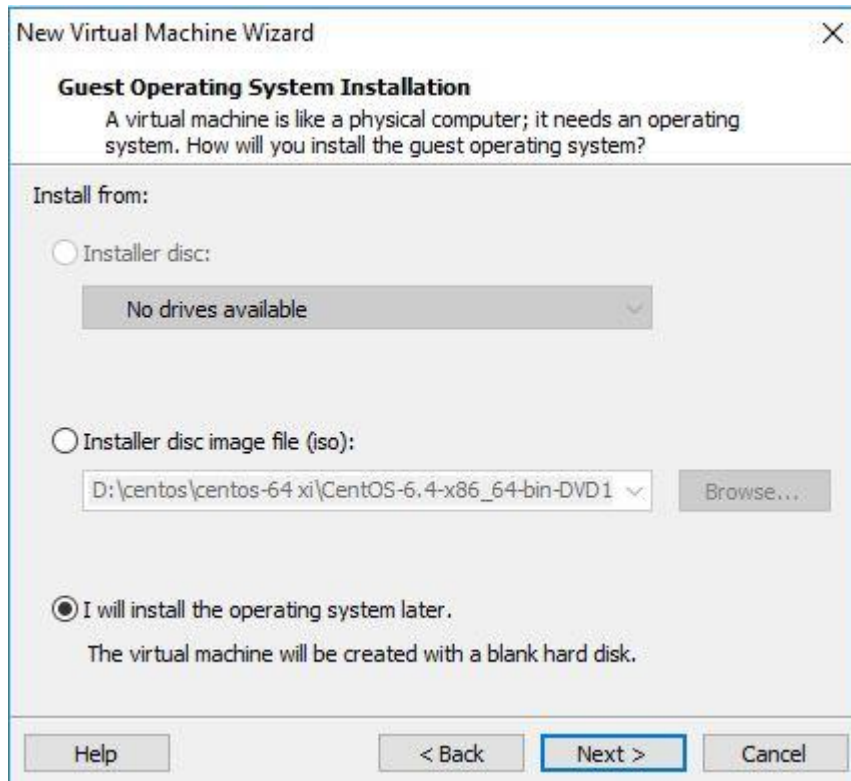 New Virtual Machine Wizard
Guest Operating System Installation
A virtual machine is like a physical computer; it needs an operating
system. How will you install the guest operating system?
Install from:
Installer disc:
No drives available
Installer disc image file (iso):
D:\centos\centos-64 xi\CentOS-6.4-x86_64-bin-DVD1
Browse...
I will install the operating system later.
The virtual machine will be created with a blank hard disk.
Help
< Back
Next >
Cancel